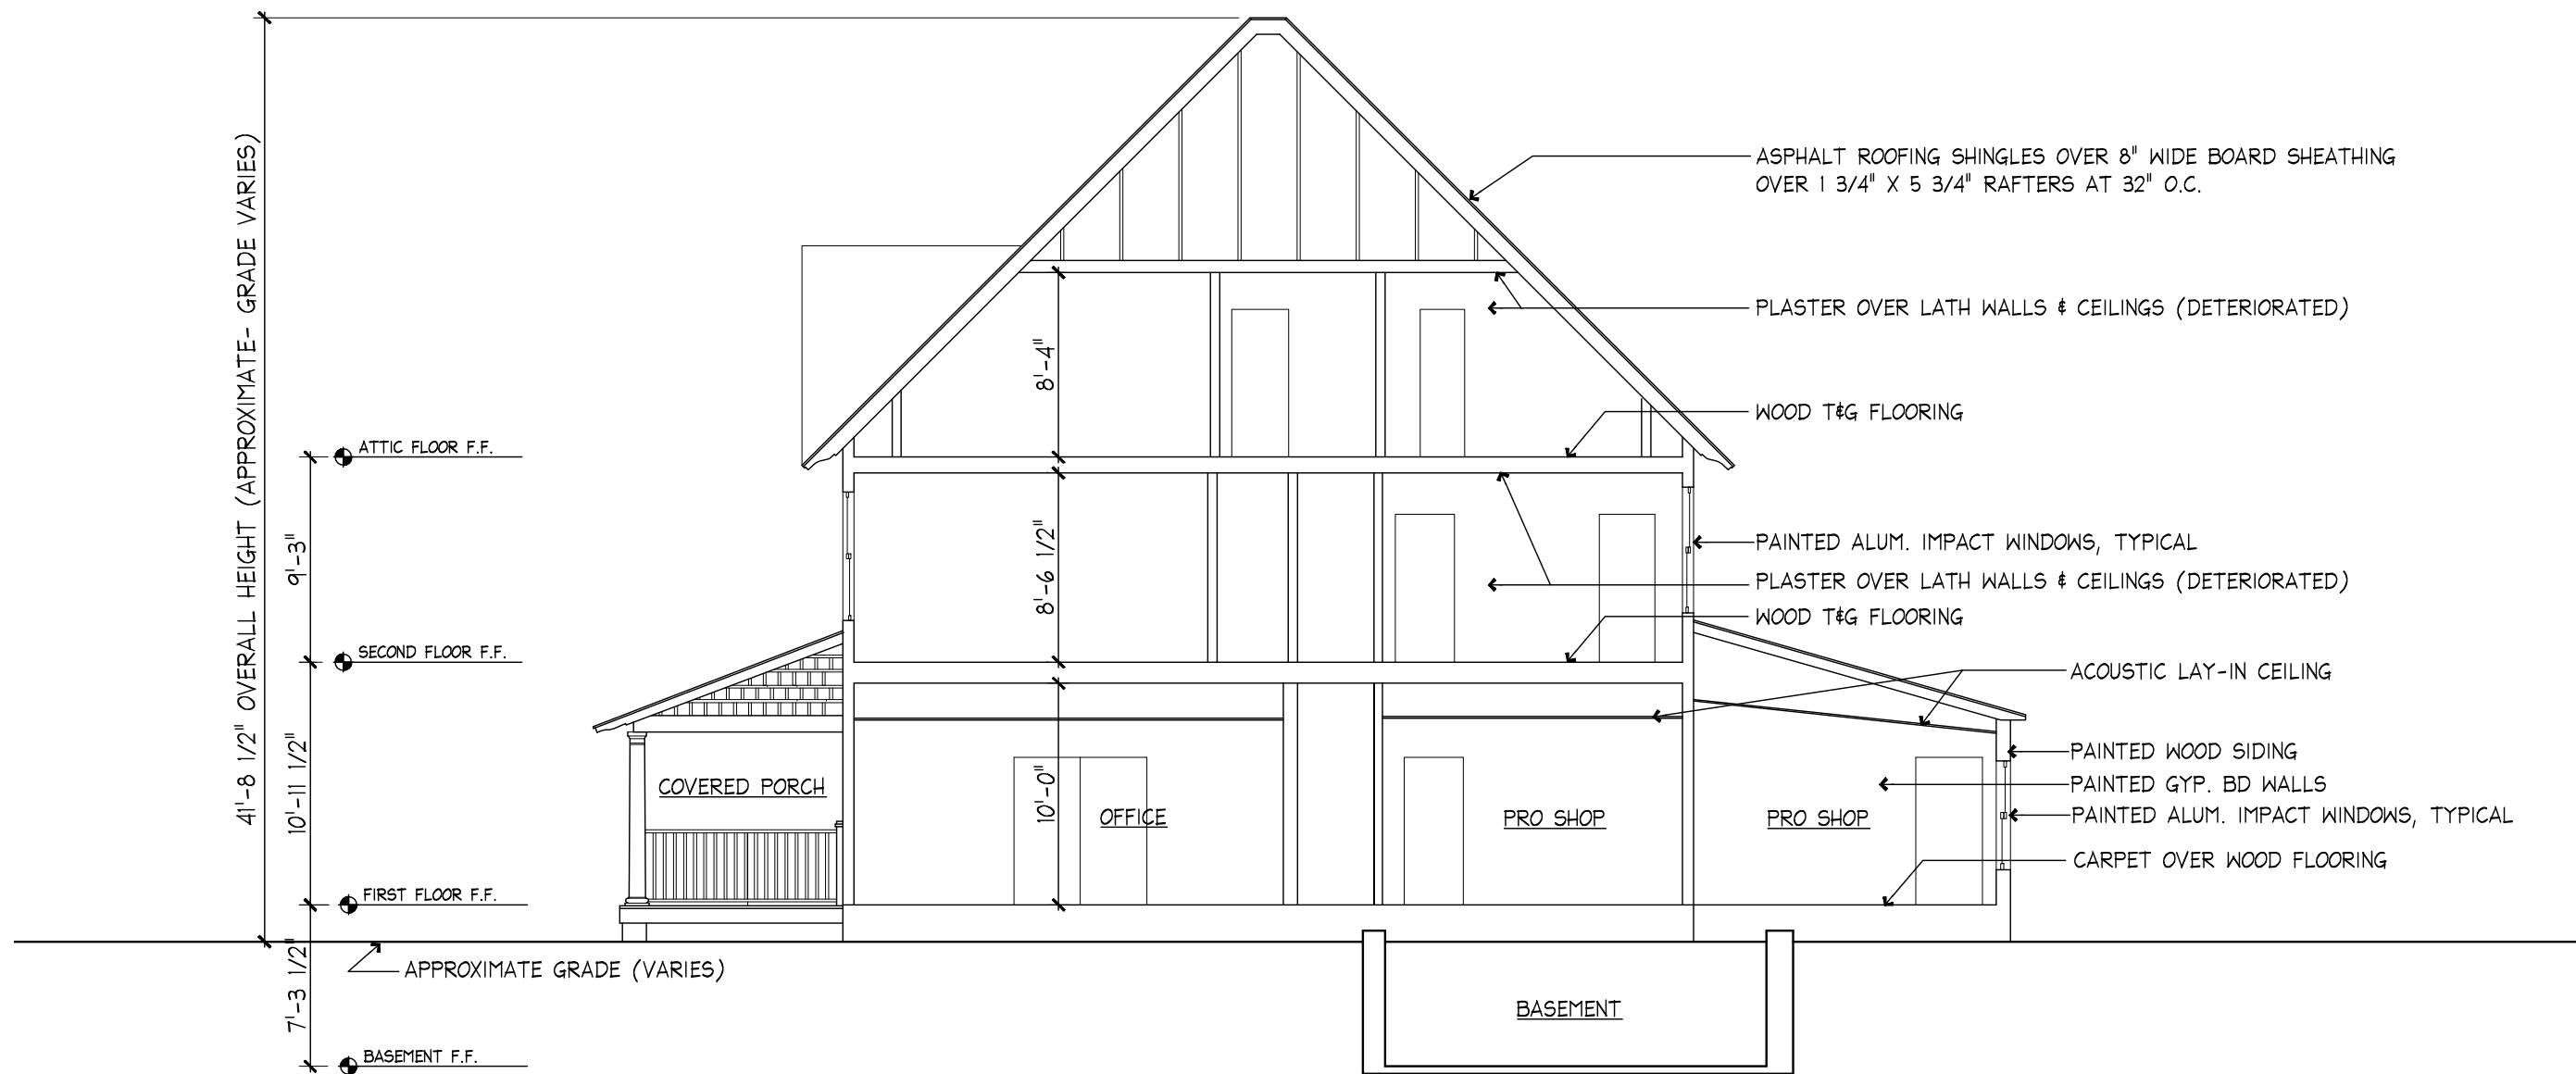 41'-8 1/2" OVERALL HEIGHT (APPROXIMATE- GRADE VARIES)
ASPHALT ROOFING SHINGLES OVER 8" WIDE BOARD SHEATHING
OVER 1 3/4" X 5 3/4" RAFTERS AT 32" O.C.
PLASTER OVER LATH WALLS & CEILINGS (DETERIORATED)
8'-4"
WOOD T&G FLOORING
ATTIC FLOOR F.F.
9'-3"
8'-6 1/2"
PAINTED ALUM. IMPACT WINDOWS, TYPICAL
PLASTER OVER LATH WALLS & CEILINGS (DETERIORATED)
WOOD T&G FLOORING
SECOND FLOOR F.F.
ACOUSTIC LAY-IN CEILING
10'-11 1/2"
10'-0"
PAINTED WOOD SIDING
COVERED PORCH
PAINTED GYP. BD WALLS
OFFICE
PRO SHOP
PRO SHOP
PAINTED ALUM. IMPACT WINDOWS, TYPICAL
CARPET OVER WOOD FLOORING
FIRST FLOOR F.F.
7'-3 1/2"
APPROXIMATE GRADE (VARIES)
BASEMENT
BASEMENT F.F.